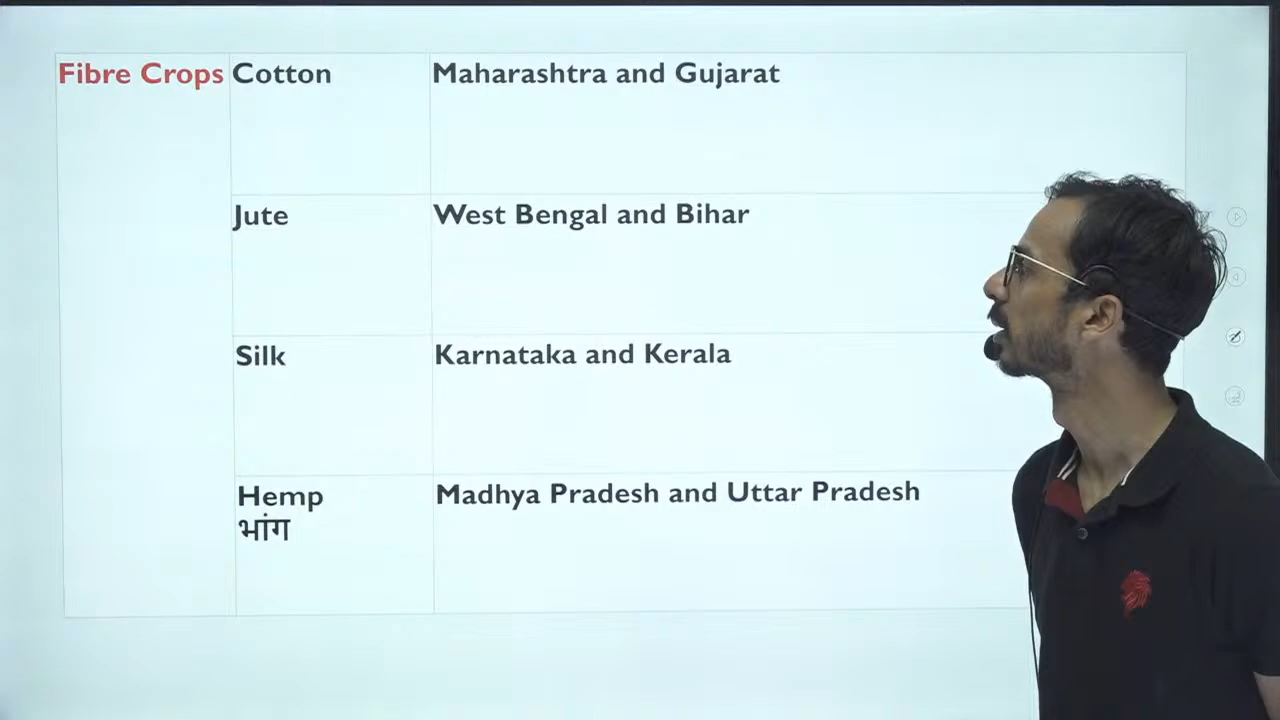 Fibre Crops Cotton Maharashtra and Gujarat
Jute West Bengal and Bihar
Silk Karnataka and Kerala
Hemp Madhya Pradesh and Uttar Pradesh
भांग